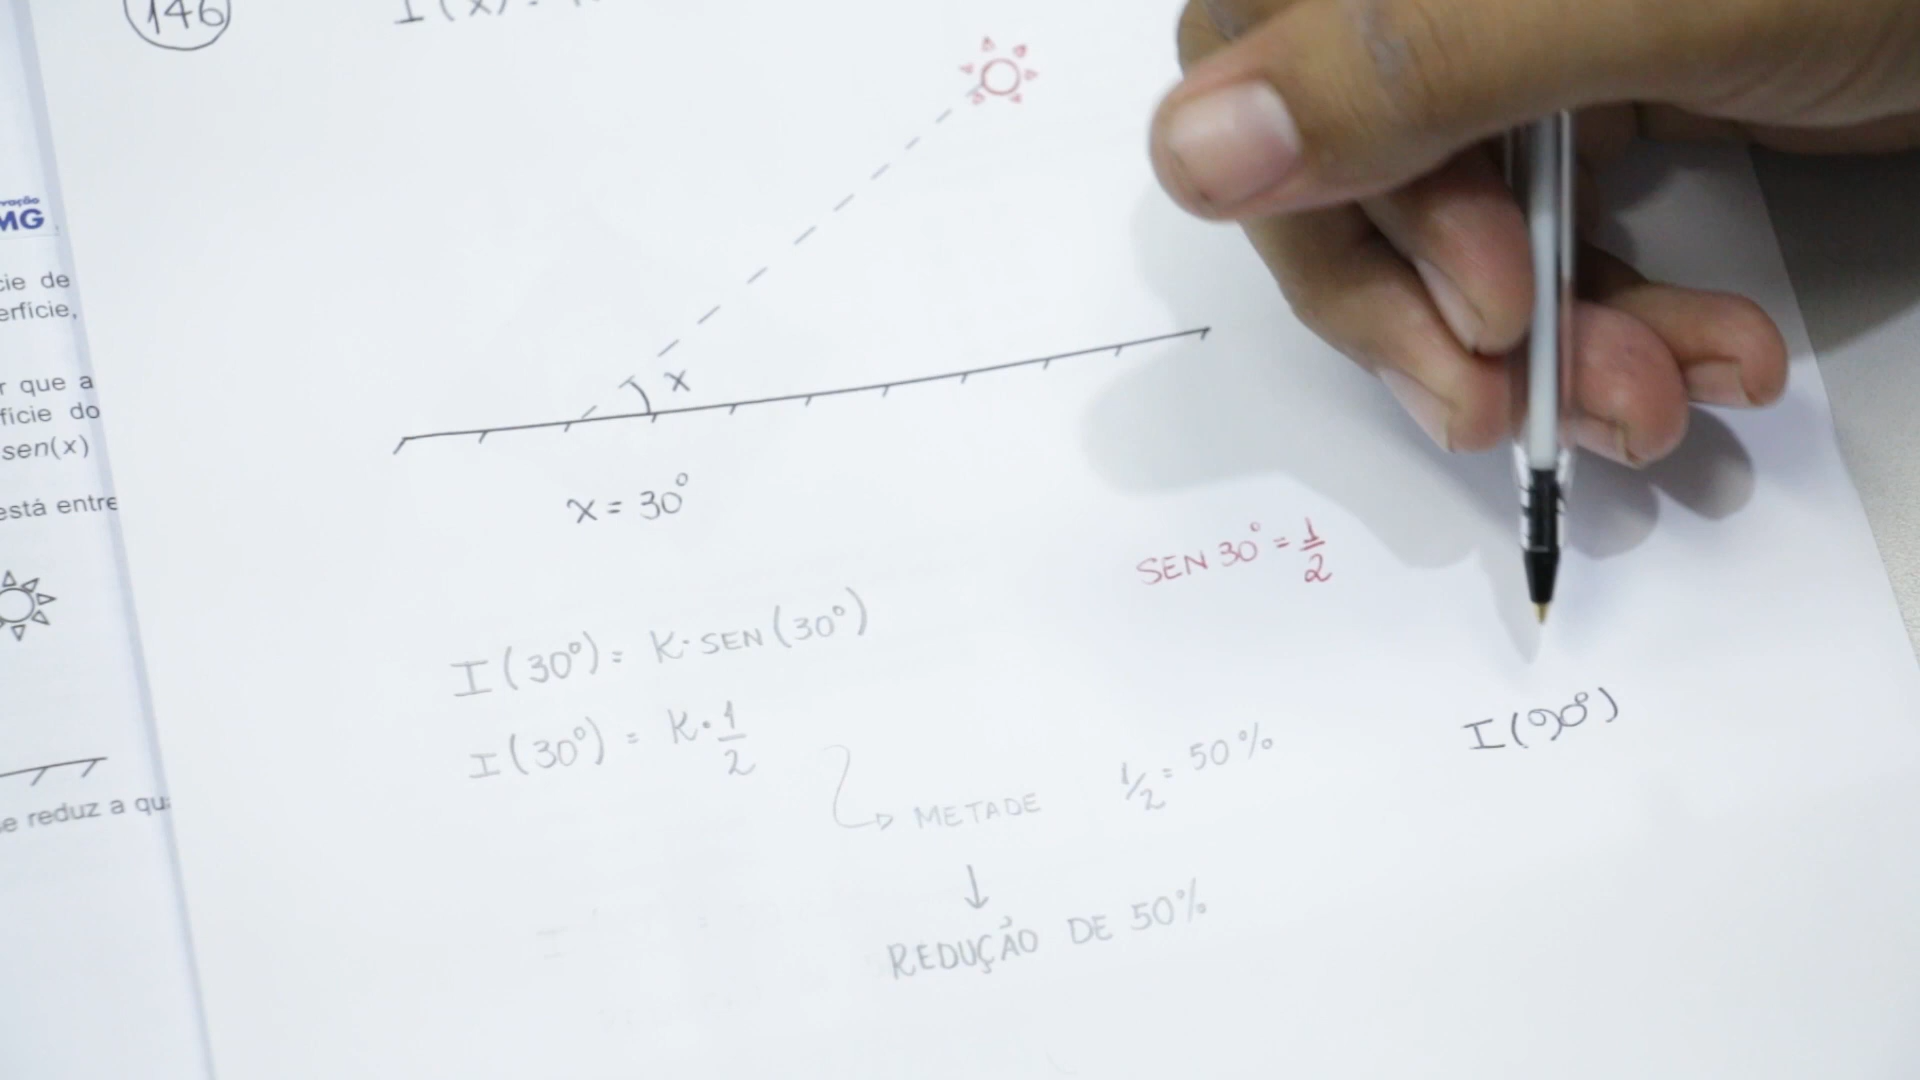 146
I(x)
vação
MG
cie de
erfície,
r que a
fície do
sen(x)
está entre
e reduz a qu
x
x = 30°
SEN 30° = 1/2
I(30°) = K·SEN(30°)
I(30°) = K·1/2
METADE 1/2 = 50%
REDUÇÃO DE 50%
I(90°)